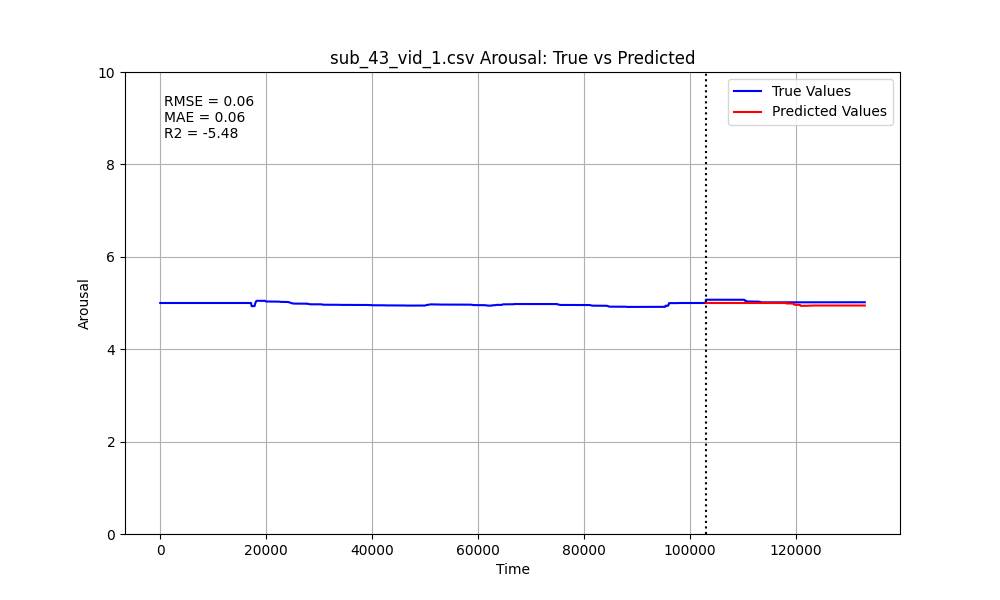 sub_43_vid_1.csv Arousal: True vs Predicted
10
8
6
4
2
0
Arousal
RMSE = 0.06
MAE = 0.06
R2 = -5.48
True Values
Predicted Values
0
20000
40000
60000
80000
100000
120000
Time